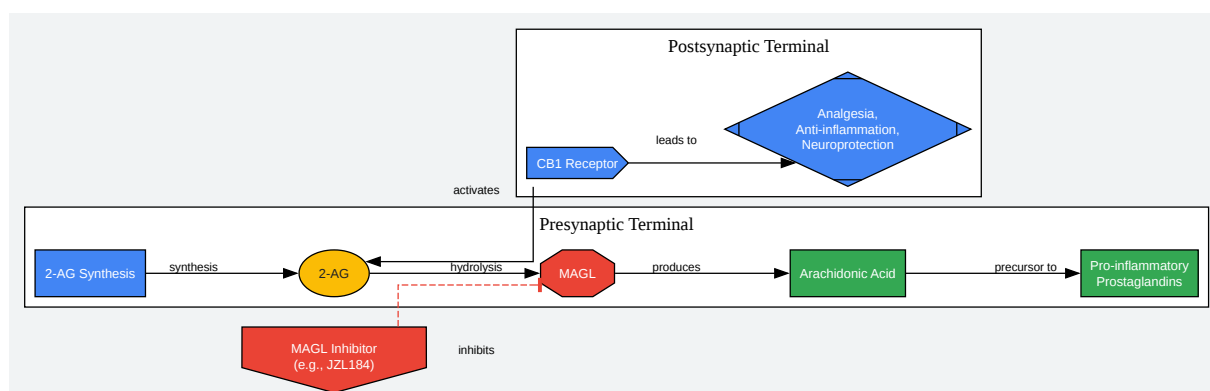 Postsynaptic Terminal
Analgesia,
Anti-inflammation,
Neuroprotection
leads to
CB1 Receptor
activates
Presynaptic Terminal
2-AG Synthesis
synthesis
2-AG
hydrolysis
MAGL
produces
Arachidonic Acid
precursor to
Pro-inflammatory
Prostaglandins
MAGL Inhibitor
(e.g., JZL184)
inhibits